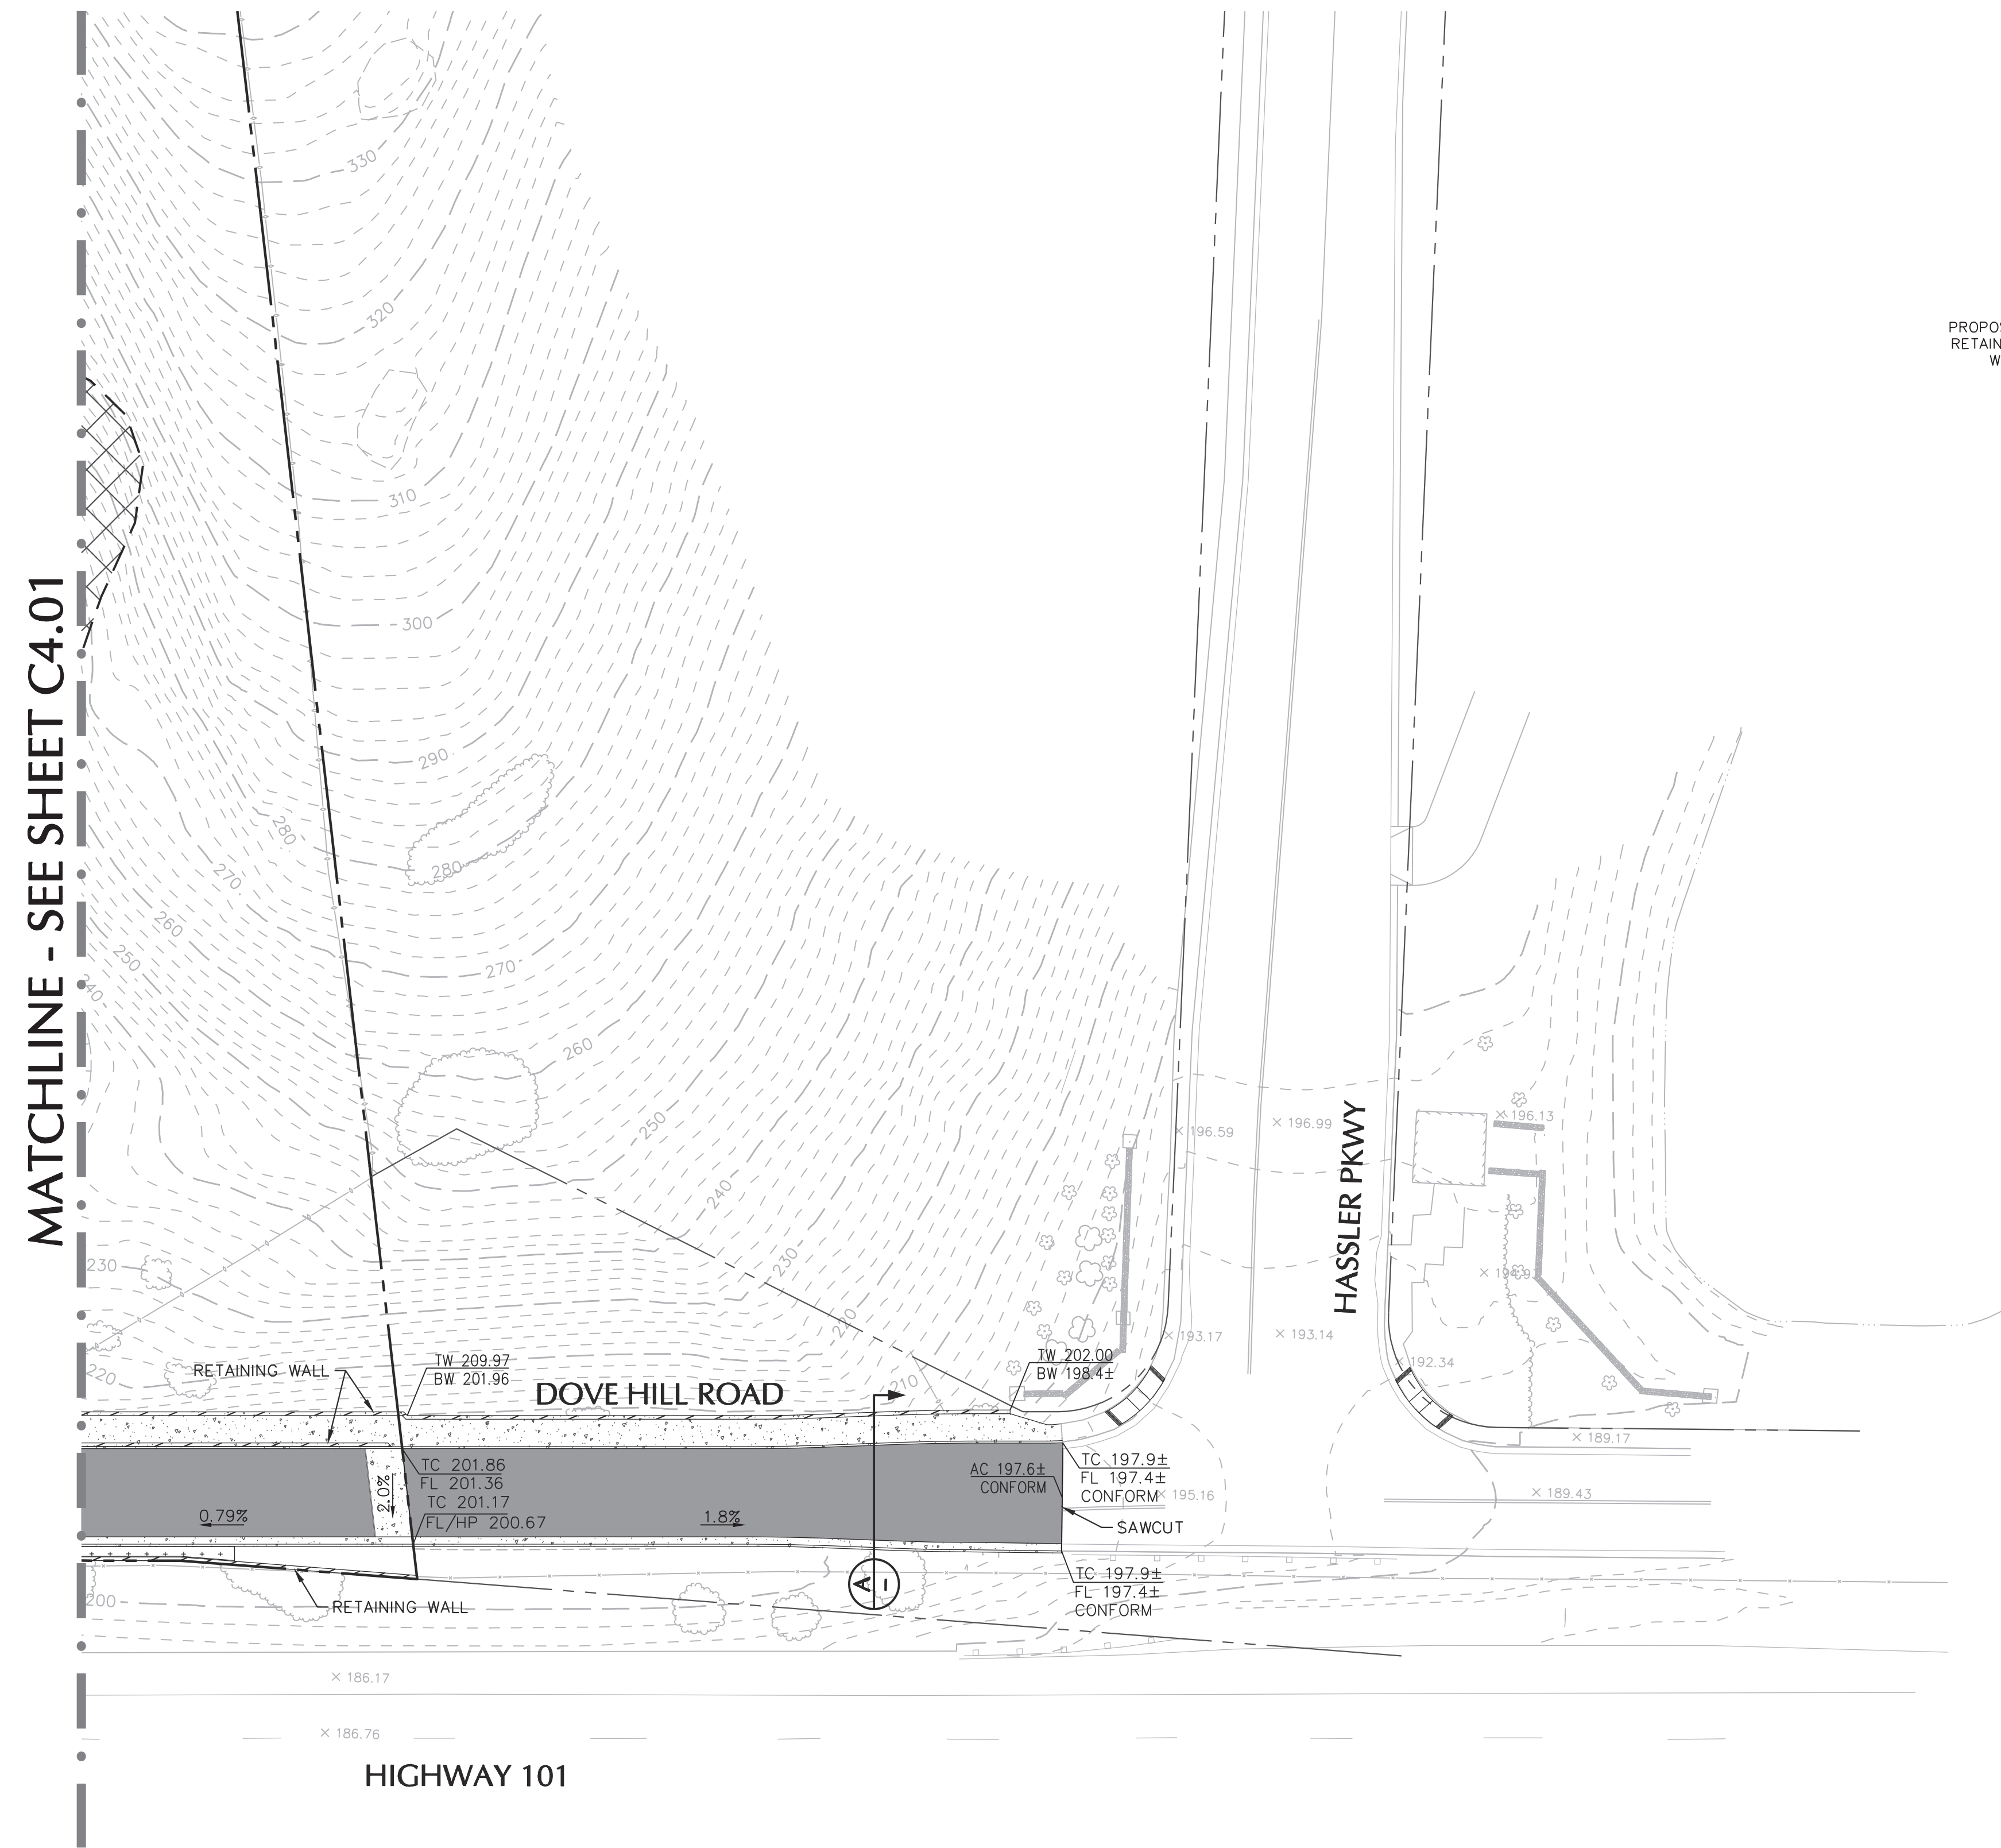 330
PROPOS
RETAIN
W
320
310
MATCHLINE - SEE SHEET C4.01
300
290
280
280
270
260
250
270
260
250
× 196.59
× 196.99
× 196.13
HASSLER PKWY
240
230
230
220
× 193.17
× 193.14
× 192.34
220
RETAINING WALL
TW 209.97
BW 201.96
DOVE HILL ROAD
210
TW 202.00
BW 198.4±
× 189.17
TC 201.86
FL 201.36
TC 201.17
FL/HP 200.67
2.0%
0.79%
1.8%
AC 197.6±
CONFORM
TC 197.9±
FL 197.4±
CONFORM
× 195.16
× 189.43
SAWCUT
A
-
TC 197.9±
FL 197.4±
CONFORM
200
RETAINING WALL
× 186.17
× 186.76
HIGHWAY 101